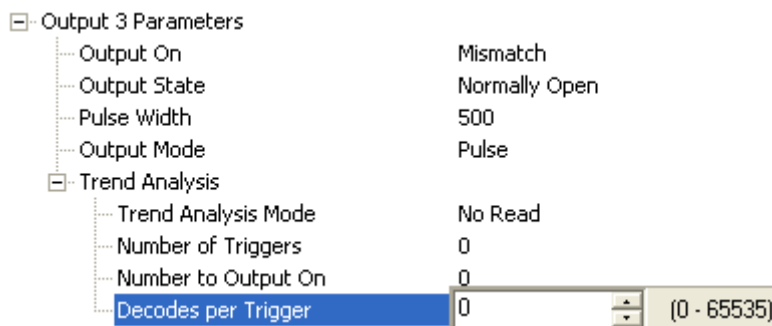 Output 3 Parameters
Output On Mismatch
Output State Normally Open
Pulse Width 500
Output Mode Pulse
Trend Analysis
Trend Analysis Mode No Read
Number of Triggers 0
Number to Output On 0
Decodes per Trigger 0 (0 - 65535)